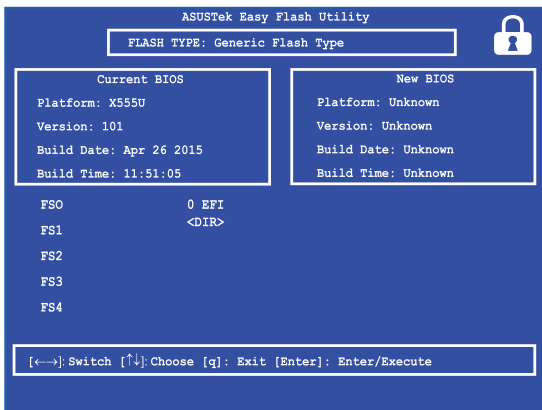 ASUSTek Easy Flash Utility
FLASH TYPE: Generic Flash Type
Current BIOS
Platform: X555U
Version: 101
Build Date: Apr 26 2015
Build Time: 11:51:05
New BIOS
Platform: Unknown
Version: Unknown
Build Date: Unknown
Build Time: Unknown
FSO 0 EFI
<DIR>
FS1
FS2
FS3
FS4
[←→]: Switch [↑↓]: Choose [q]: Exit [Enter]: Enter/Execute